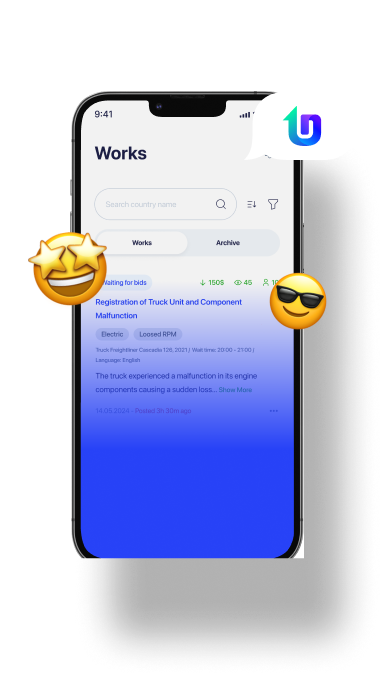 9:41
Works
Search country name
Works
Archive
Waiting for bids
150$
45
10
Registration of Truck Unit and Component
Malfunction
Electric
Loosed RPM
Truck Freightliner Cascadia 126, 2021, | Wait time: 20:00 - 21:00 |
Language: English
The truck experienced a malfunction in its engine
components causing a sudden loss... Show More
14.06.2024 - Posted 3h 30m ago